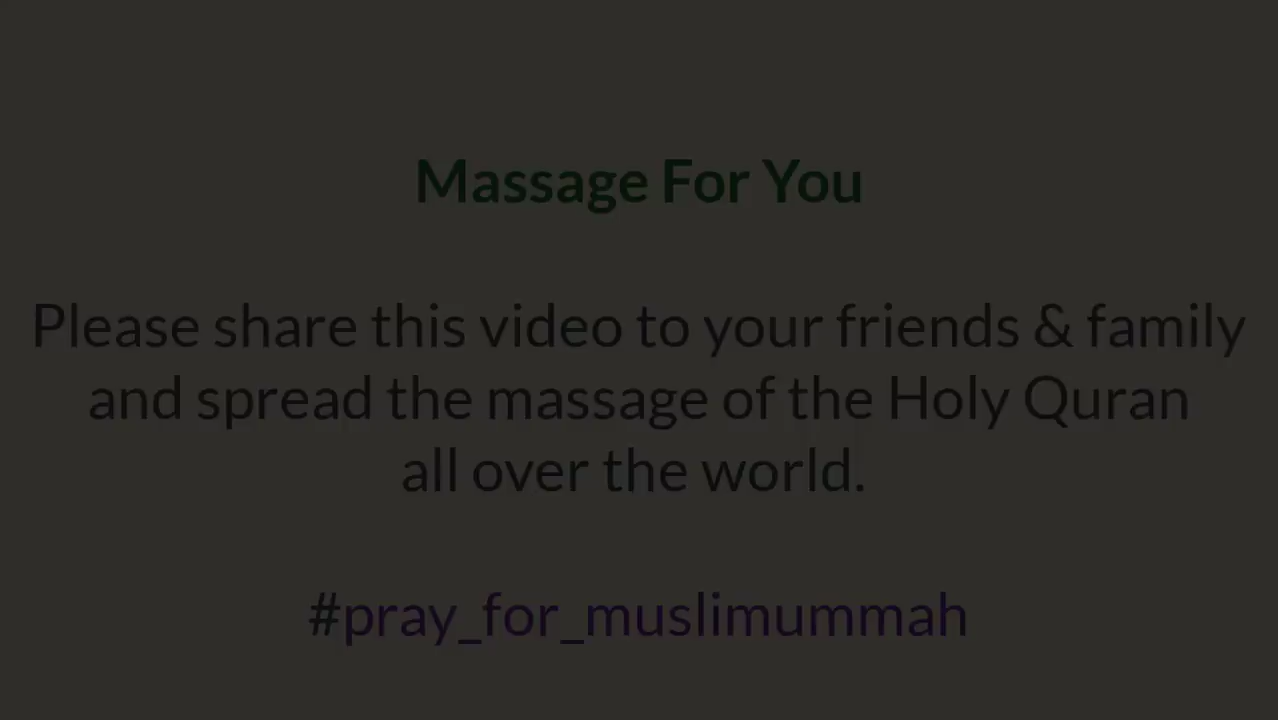 Massage For You
Please share this video to your friends & family
and spread the massage of the Holy Quran
all over the world.
#pray_for_muslimummah